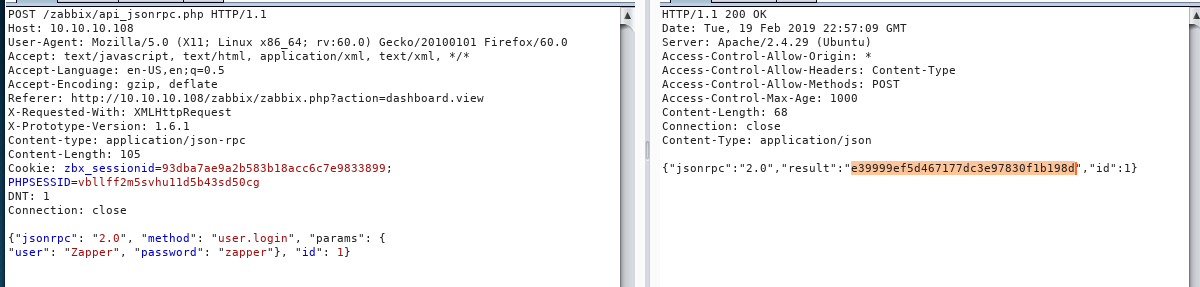 POST /zabbix/api_jsonrpc.php HTTP/1.1
Host: 10.10.10.108
User-Agent: Mozilla/5.0 (X11; Linux x86_64; rv:60.0) Gecko/20100101 Firefox/60.0
Accept: text/javascript, text/html, application/xml, text/xml, */*
Accept-Language: en-US,en;q=0.5
Accept-Encoding: gzip, deflate
Referer: http://10.10.10.108/zabbix/zabbix.php?action=dashboard.view
X-Requested-With: XMLHttpRequest
X-Prototype-Version: 1.6.1
Content-type: application/json-rpc
Content-Length: 105
Cookie: zbx_sessionid=93dba7ae9a2b583b18acc6c7e9833899;
PHPSESSID=vbllff2m5svhu11d5b43sd50cg
DNT: 1
Connection: close

{"jsonrpc": "2.0", "method": "user.login", "params": {
"user": "Zapper", "password": "zapper"}, "id": 1}

HTTP/1.1 200 OK
Date: Tue, 19 Feb 2019 22:57:09 GMT
Server: Apache/2.4.29 (Ubuntu)
Access-Control-Allow-Origin: *
Access-Control-Allow-Headers: Content-Type
Access-Control-Allow-Methods: POST
Access-Control-Max-Age: 1000
Content-Length: 68
Connection: close
Content-Type: application/json

{"jsonrpc":"2.0","result":"e39999ef5d467177dc3e97830f1b198d","id":1}